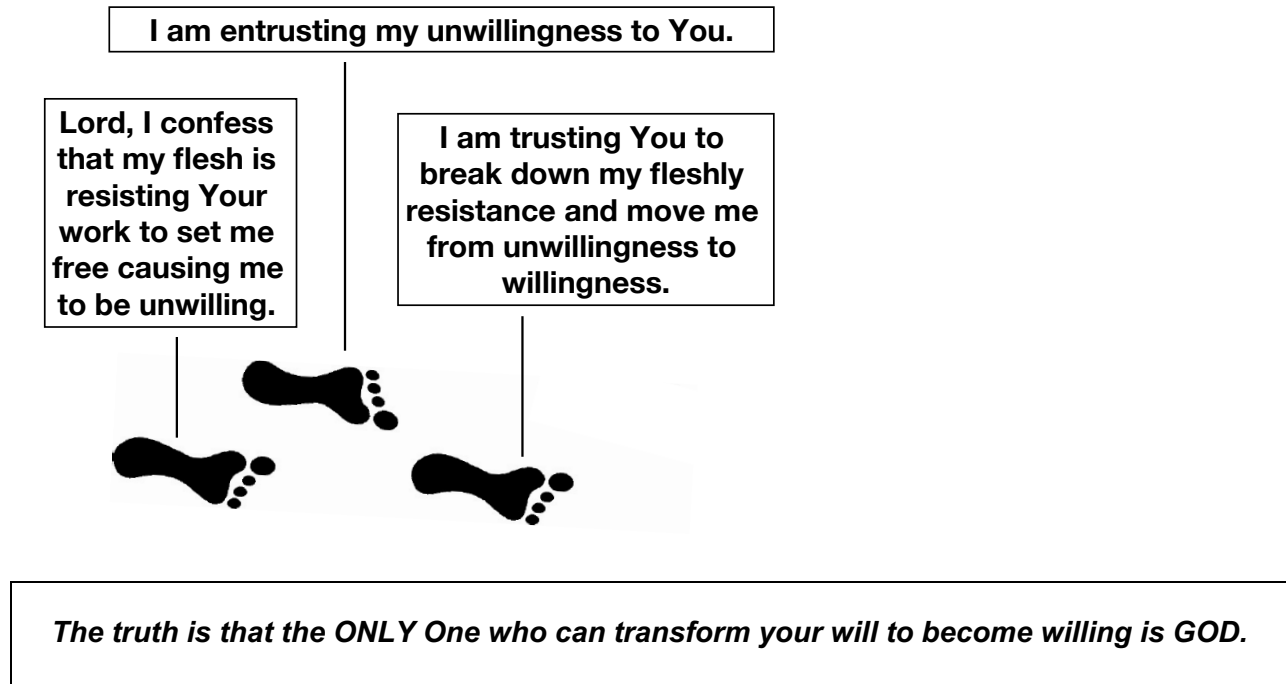 I am entrusting my unwillingness to You.
Lord, I confess
that my flesh is
resisting Your
work to set me
free causing me
to be unwilling.
I am trusting You to
break down my fleshly
resistance and move me
from unwillingness to
willingness.
The truth is that the ONLY One who can transform your will to become willing is GOD.